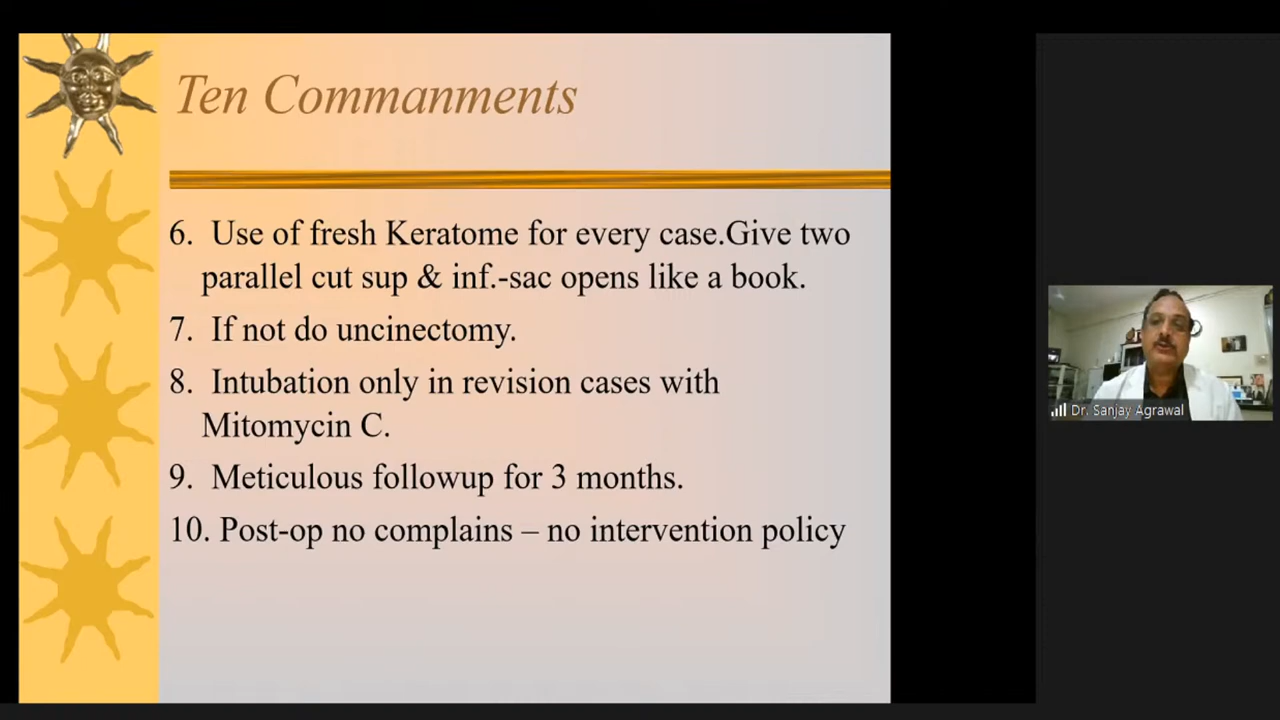 Ten Commanments
6. Use of fresh Keratome for every case.Give two
parallel cut sup & inf.-sac opens like a book.
7. If not do uncinectomy.
8. Intubation only in revision cases with
Mitomycin C.
9. Meticulous followup for 3 months.
10. Post-op no complains – no intervention policy
Dr. Sanjay Agrawal